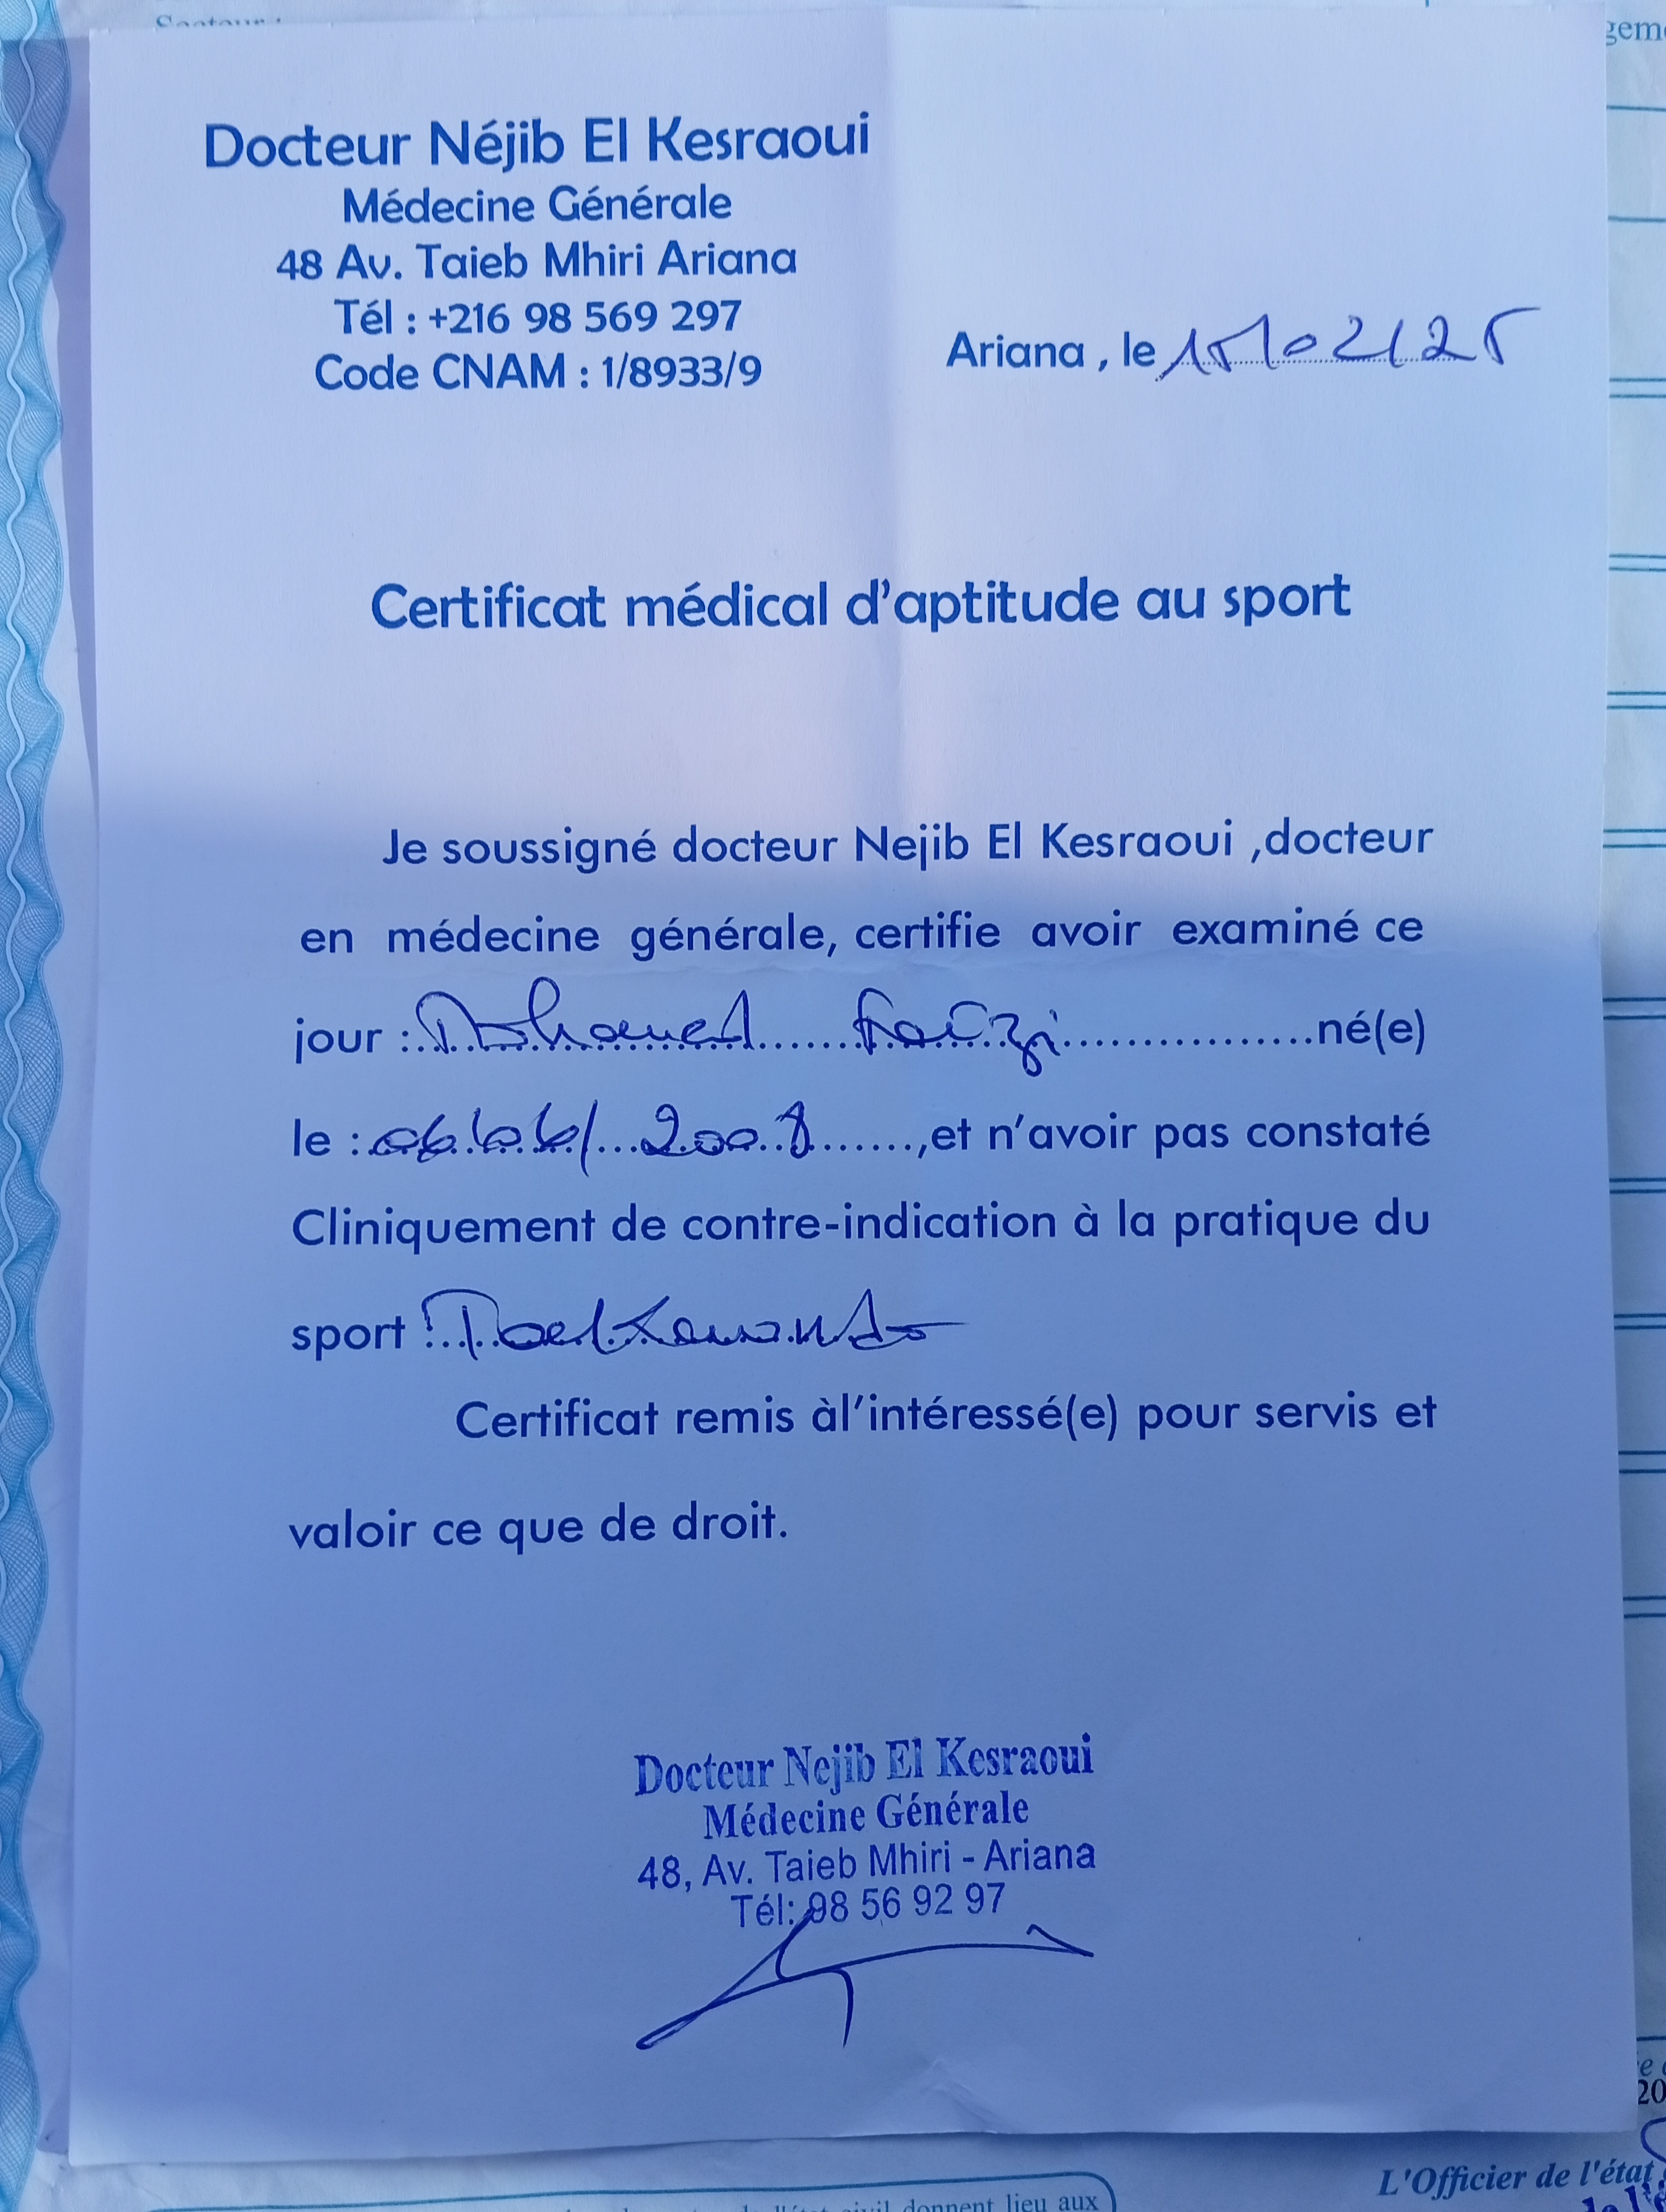 Docteur Néjib El Kesraoui
Médecine Générale
48 Av. Taieb Mhiri Ariana
Tél : +216 98 569 297
Code CNAM : 1/8933/9
Ariana , le 15/02/25
Certificat médical d'aptitude au sport
Je soussigné docteur Nejib El Kesraoui ,docteur
en médecine générale, certifie avoir examiné ce
jour : Mohamed Faizi né(e)
le : 06/06/2008 ,et n'avoir pas constaté
Cliniquement de contre-indication à la pratique du
sport : Taekwondo
Certificat remis àl'intéressé(e) pour servis et
valoir ce que de droit.
Docteur Nejib El Kesraoui
Médecine Générale
48, Av. Taieb Mhiri - Ariana
Tél: 98 56 92 97
L'Officier de l'état
donnent lieu aux